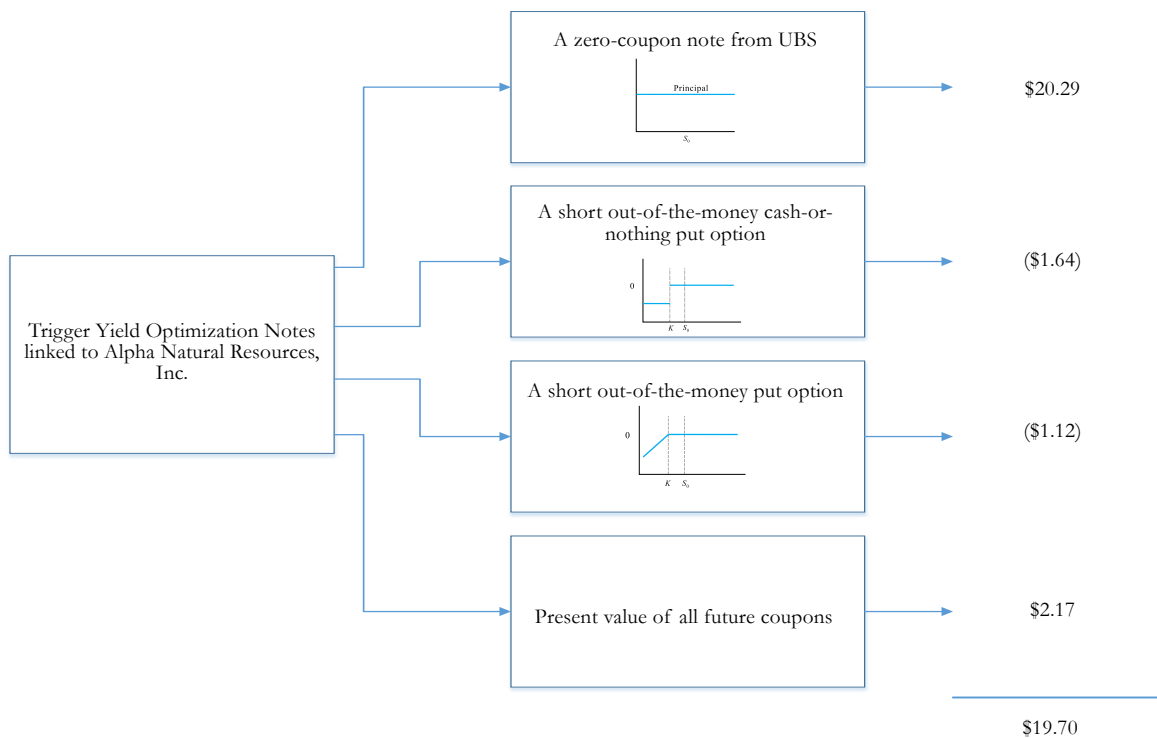 A zero-coupon note from UBS
Principal
S₀
$20.29
A short out-of-the-money cash-or-
nothing put option
0
K
S₀
($1.64)
Trigger Yield Optimization Notes
linked to Alpha Natural Resources,
Inc.
A short out-of-the-money put option
0
K
S₀
($1.12)
Present value of all future coupons
$2.17
$19.70